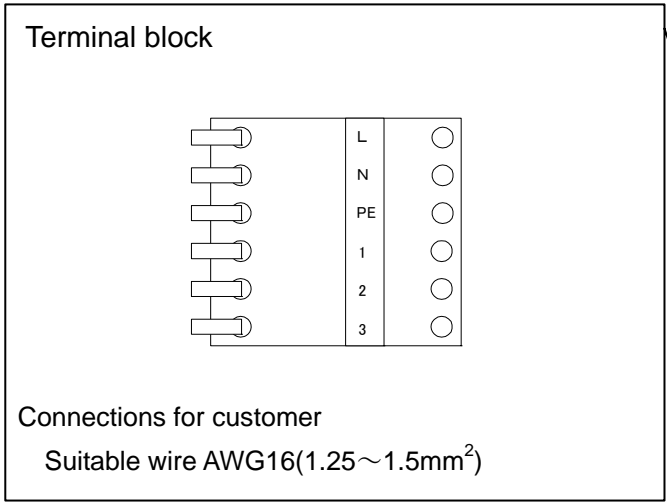 Terminal block
L
N
PE
1
2
3
Connections for customer
Suitable wire AWG16(1.25～1.5mm²)